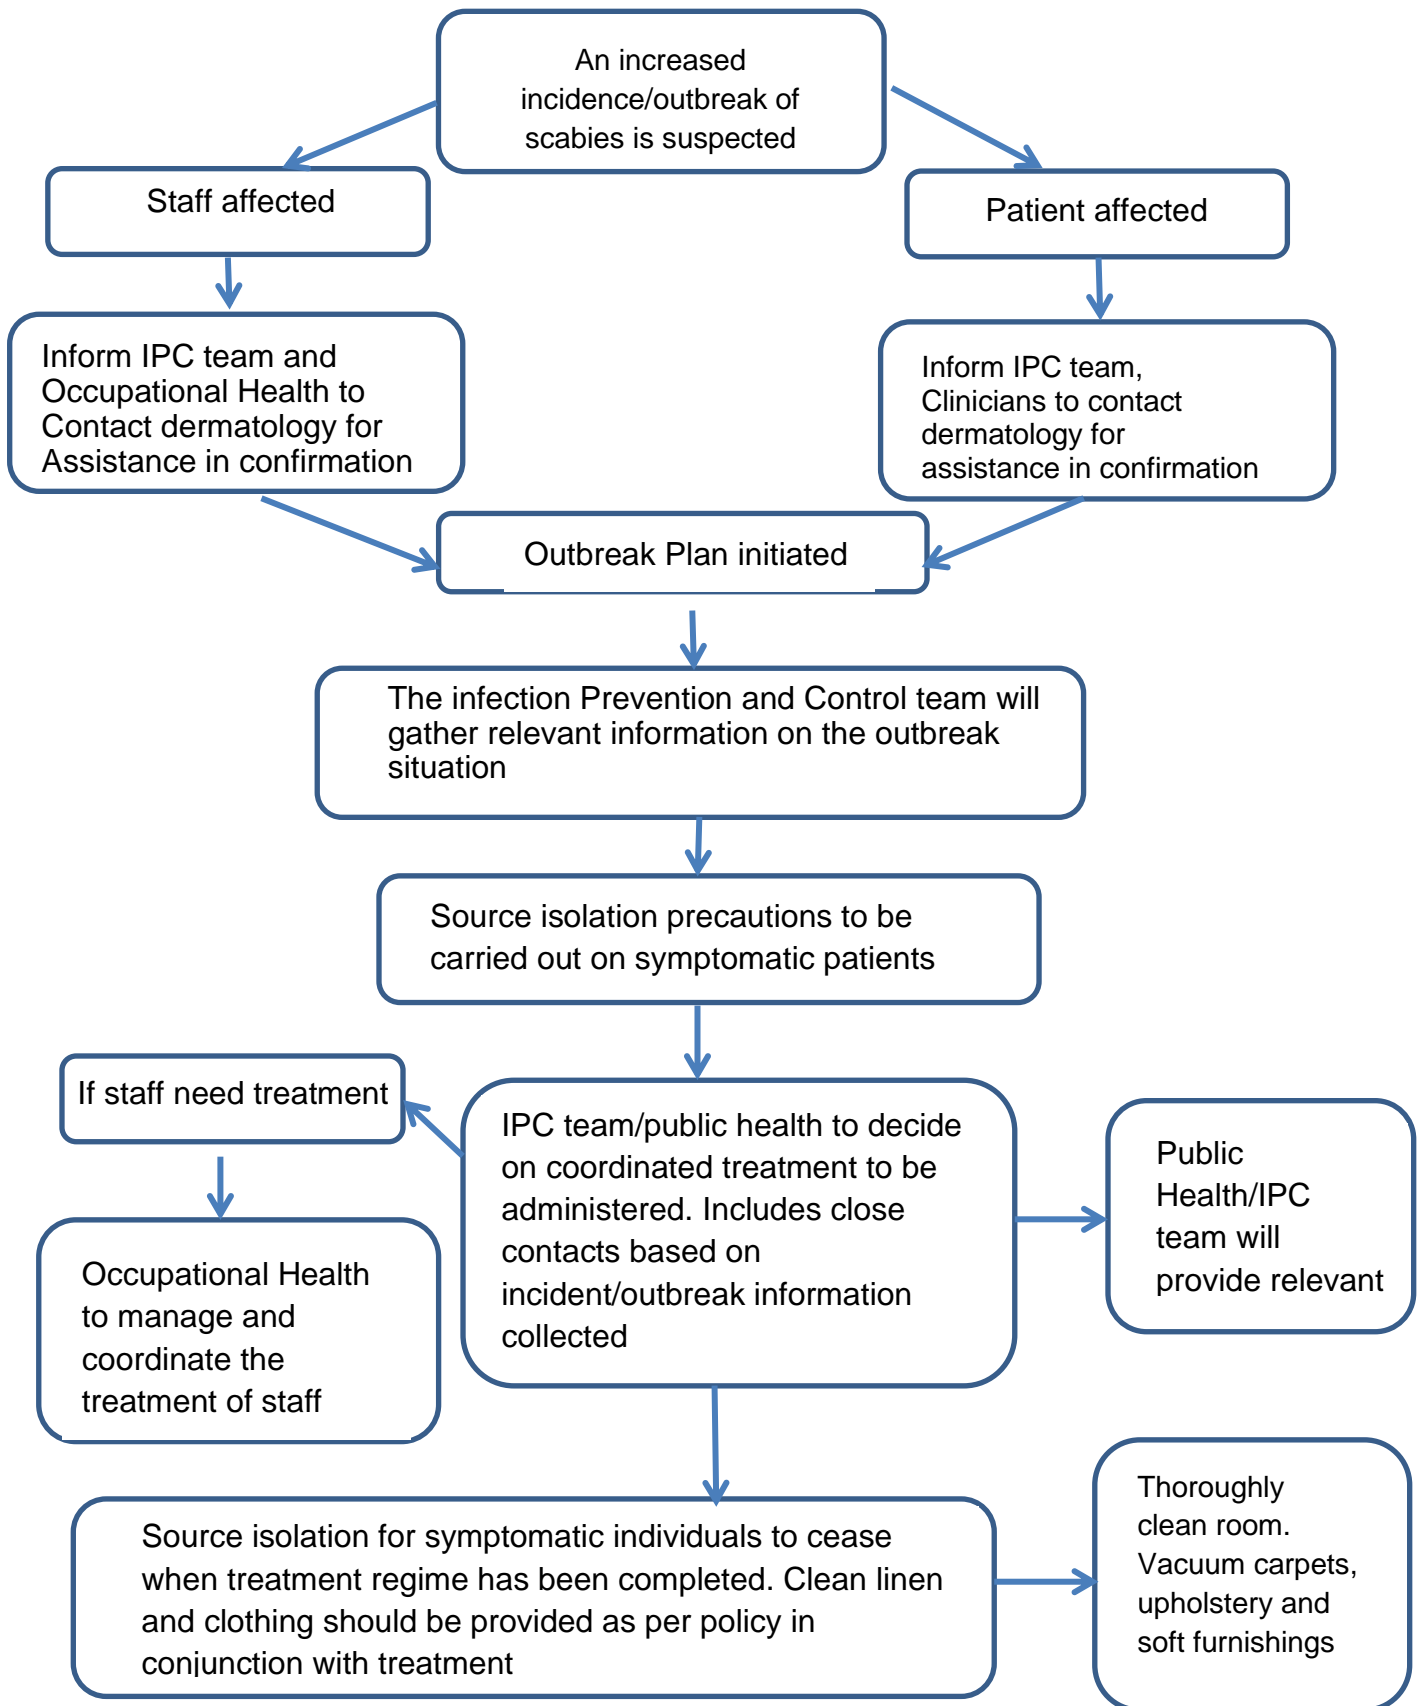 An increased
incidence/outbreak of
scabies is suspected
Staff affected
Patient affected
Inform IPC team and
Occupational Health to
Contact dermatology for
Assistance in confirmation
Inform IPC team,
Clinicians to contact
dermatology for
assistance in confirmation
Outbreak Plan initiated
The infection Prevention and Control team will
gather relevant information on the outbreak
situation
Source isolation precautions to be
carried out on symptomatic patients
If staff need treatment
IPC team/public health to decide
on coordinated treatment to be
administered. Includes close
contacts based on
incident/outbreak information
collected
Public
Health/IPC
team will
provide relevant
Occupational Health
to manage and
coordinate the
treatment of staff
Source isolation for symptomatic individuals to cease
when treatment regime has been completed. Clean linen
and clothing should be provided as per policy in
conjunction with treatment
Thoroughly
clean room.
Vacuum carpets,
upholstery and
soft furnishings